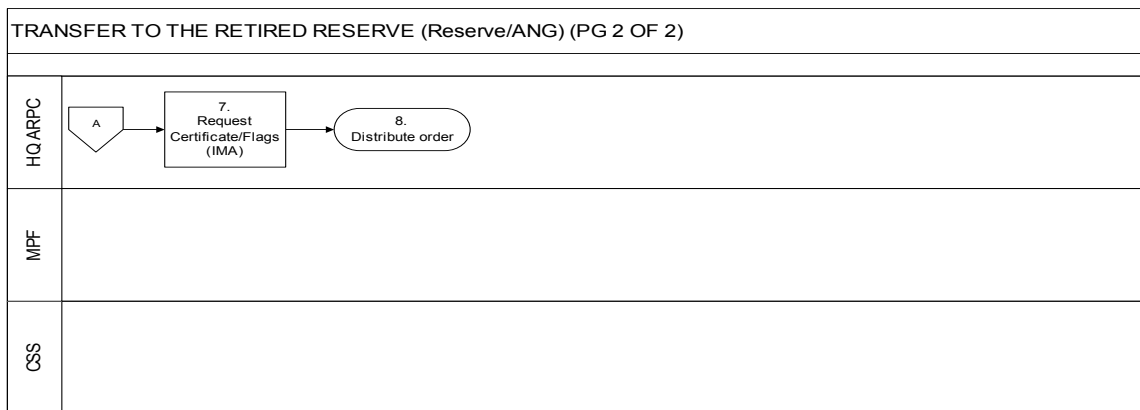 TRANSFER TO THE RETIRED RESERVE (Reserve/ANG) (PG 2 OF 2)
HQ ARPC
A
7.
Request
Certificate/Flags
(IMA)
8.
Distribute order
MPF
CSS